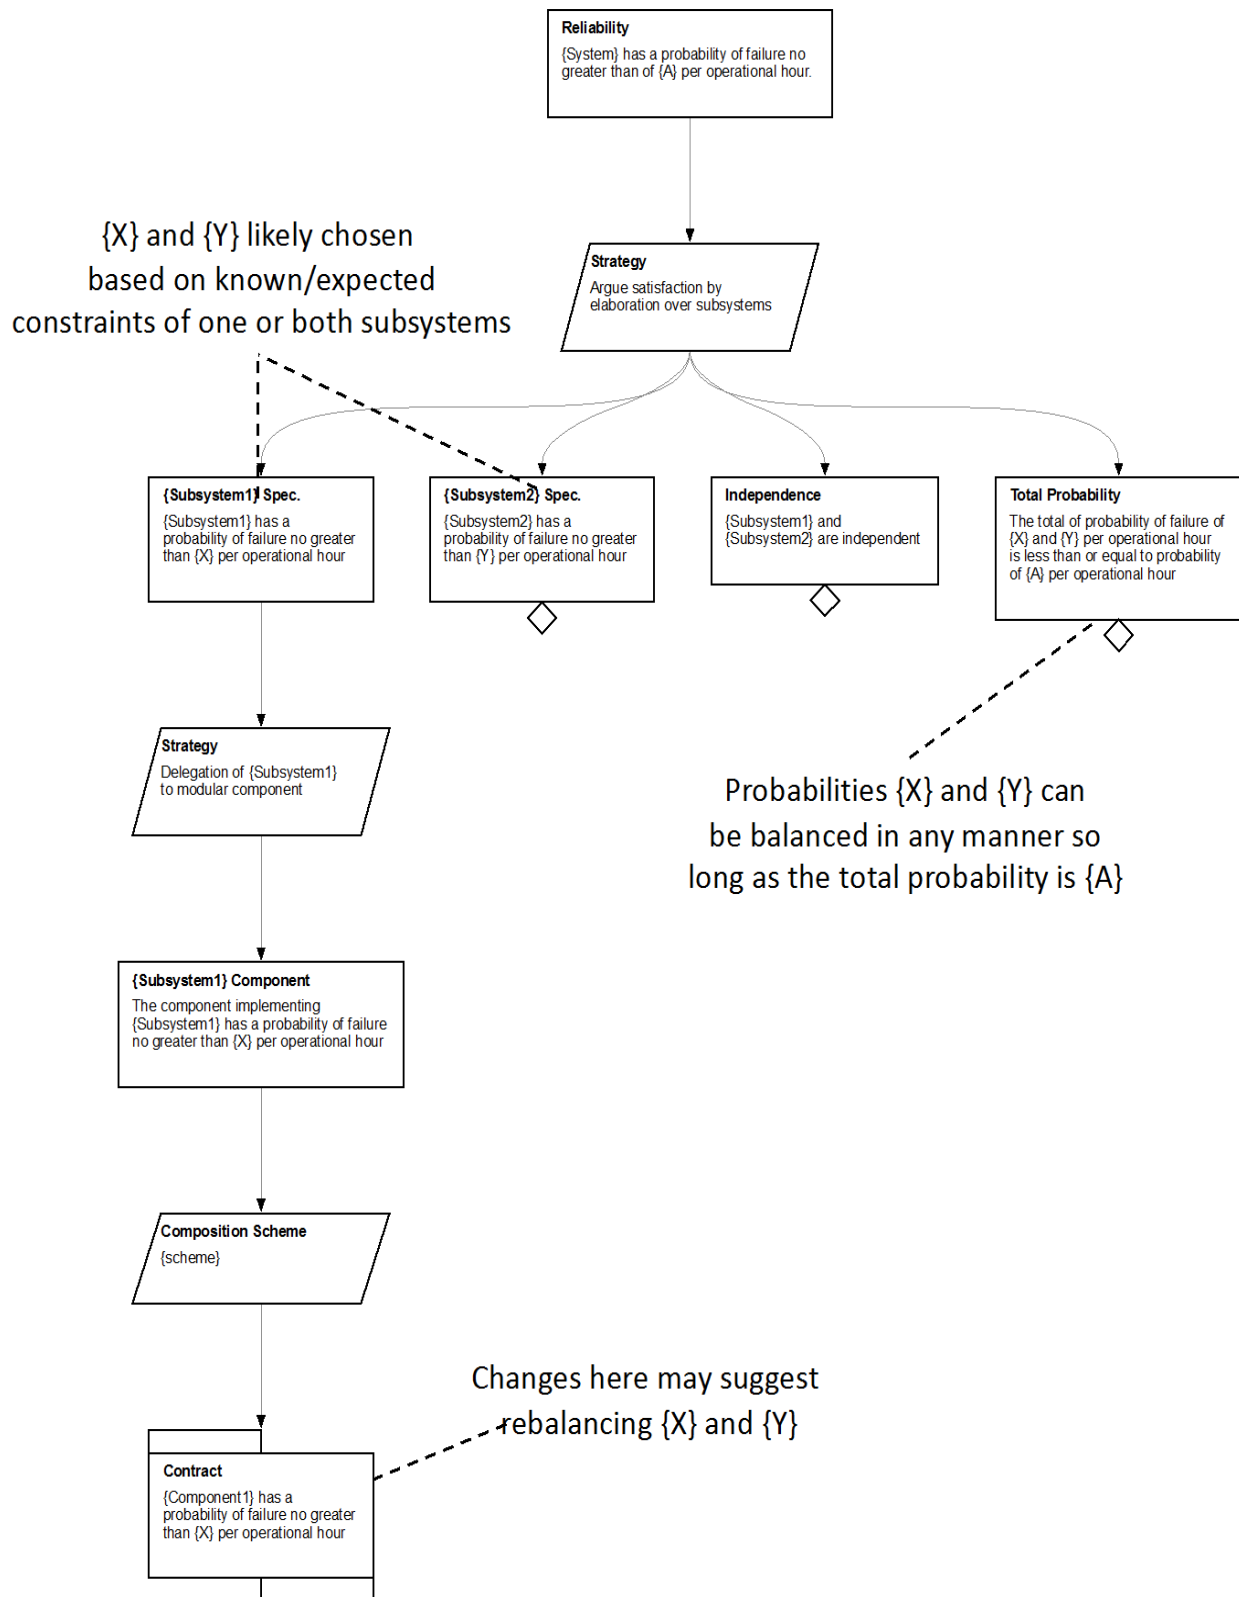 Reliability
{System} has a probability of failure no
greater than of {A} per operational hour.
{X} and {Y} likely chosen
based on known/expected
constraints of one or both subsystems
Strategy
Argue satisfaction by
elaboration over subsystems
{Subsystem1} Spec.
{Subsystem1} has a
probability of failure no greater
than {X} per operational hour
{Subsystem2} Spec.
{Subsystem2} has a
probability of failure no greater
than {Y} per operational hour
Independence
{Subsystem1} and
{Subsystem2} are independent
Total Probability
The total of probability of failure of
{X} and {Y} per operational hour
is less than or equal to probability
of {A} per operational hour
Strategy
Delegation of {Subsystem1}
to modular component
Probabilities {X} and {Y} can
be balanced in any manner so
long as the total probability is {A}
{Subsystem1} Component
The component implementing
{Subsystem1} has a probability of failure
no greater than {X} per operational hour
Composition Scheme
{scheme}
Changes here may suggest
rebalancing {X} and {Y}
Contract
{Component1} has a
probability of failure no greater
than {X} per operational hour